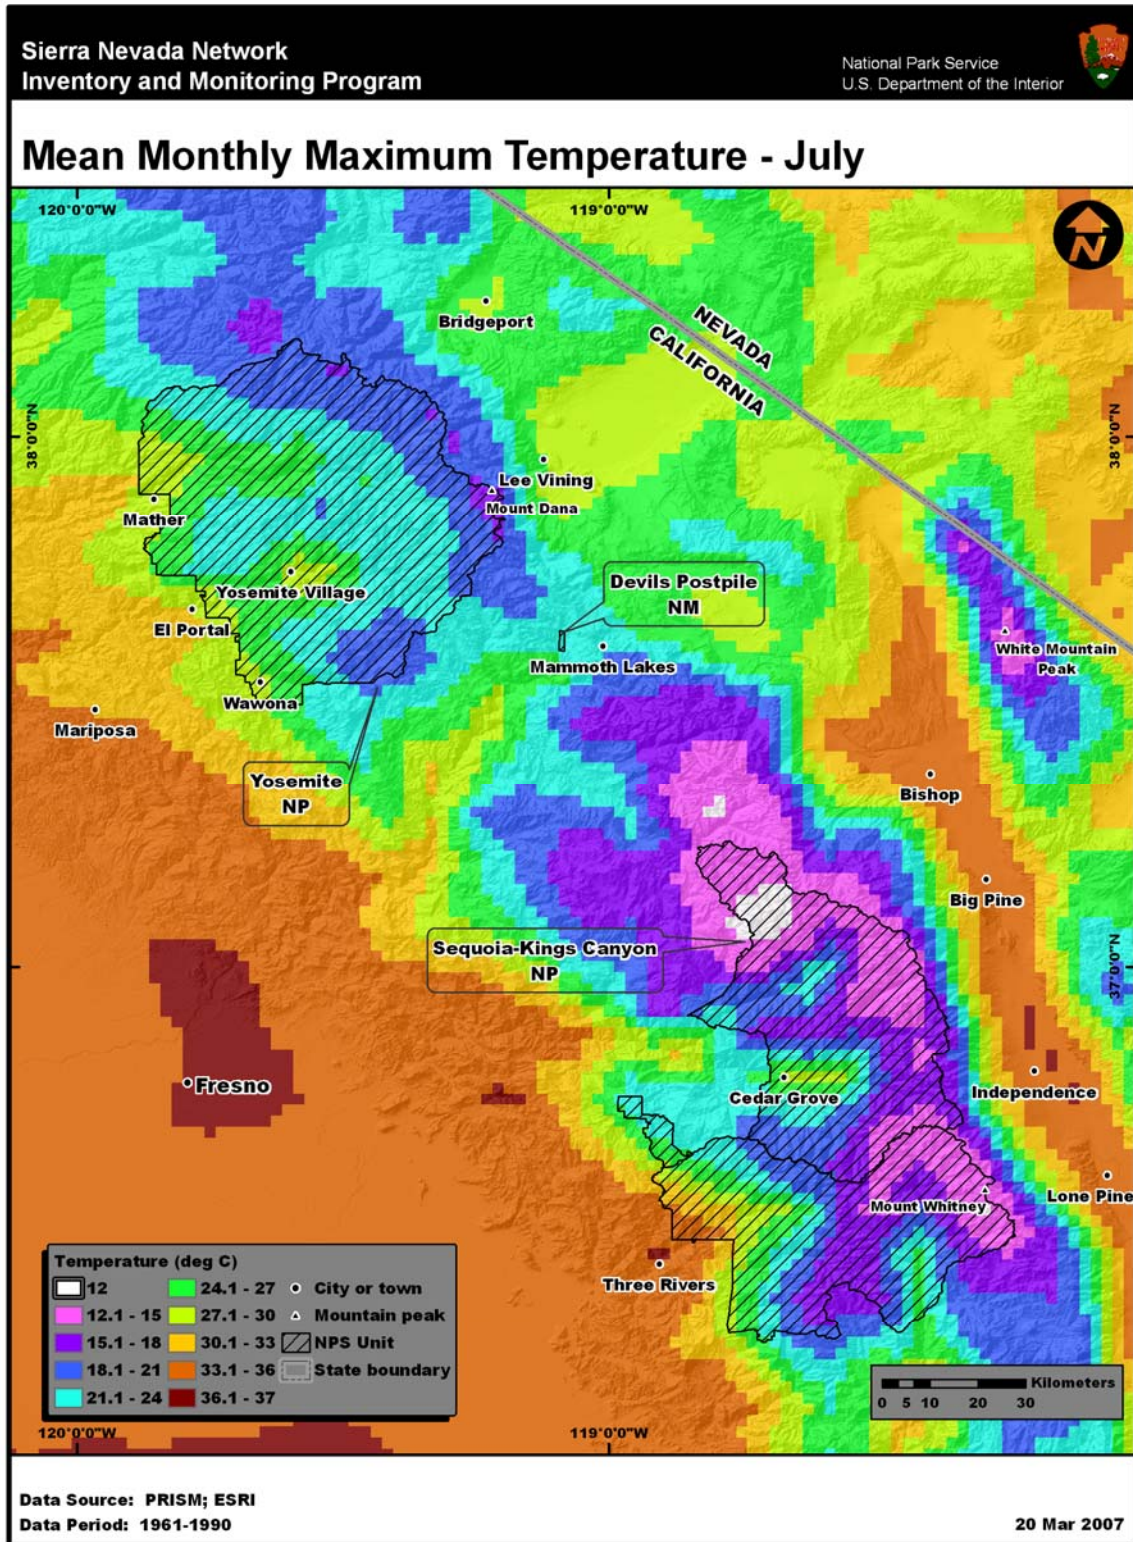 Sierra Nevada Network
Inventory and Monitoring Program
National Park Service
U.S. Department of the Interior
Mean Monthly Maximum Temperature - July
120°0'0"W
119°0'0"W
N
Bridgeport
NEVADA
CALIFORNIA
38°0'0"N
38°0'0"N
Lee Vining
Mount Dana
Mather
Devils Postpile
NM
Yosemite Village
El Portal
White Mountain
Peak
Mammoth Lakes
Wawona
Mariposa
Yosemite
NP
Bishop
Big Pine
Sequoia-Kings Canyon
NP
37°0'0"N
Fresno
Cedar Grove
Independence
Mount Whitney
Lone Pine
Three Rivers
Temperature (deg C)
12
12.1 - 15
15.1 - 18
18.1 - 21
21.1 - 24
24.1 - 27
27.1 - 30
30.1 - 33
33.1 - 36
36.1 - 37
City or town
Mountain peak
NPS Unit
State boundary
Kilometers
0 5 10 20 30
120°0'0"W
119°0'0"W
Data Source: PRISM; ESRI
Data Period: 1961-1990
20 Mar 2007